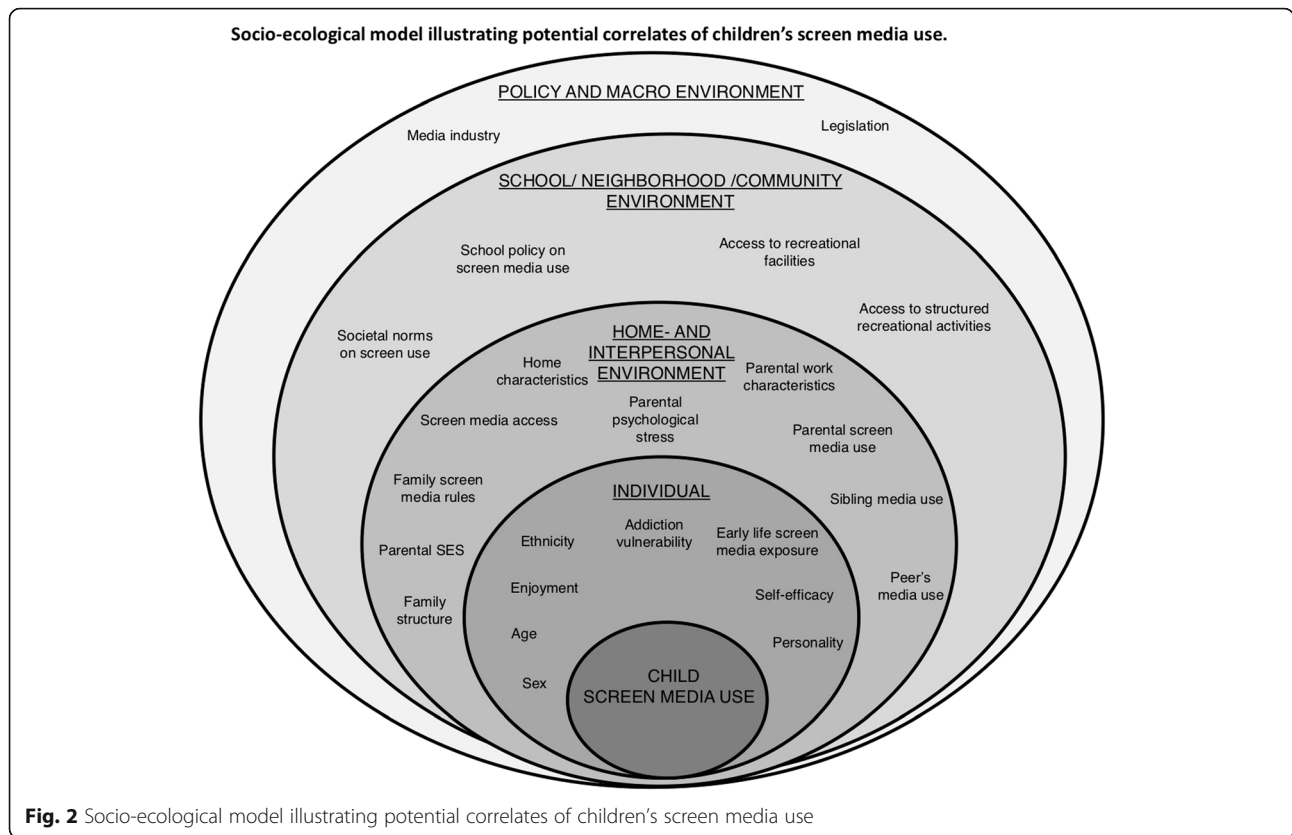 Socio-ecological model illustrating potential correlates of children's screen media use.
POLICY AND MACRO ENVIRONMENT
Media industry
Legislation
SCHOOL/ NEIGHBORHOOD /COMMUNITY
ENVIRONMENT
School policy on
screen media use
Access to recreational
facilities
Societal norms
on screen use
Access to structured
recreational activities
HOME- AND
INTERPERSONAL
ENVIRONMENT
Home
characteristics
Parental work
characteristics
Screen media access
Parental
psychological
stress
Parental screen
media use
Family screen
media rules
Sibling media use
Parental SES
Family
structure
Peer's
media use
INDIVIDUAL
Ethnicity
Addiction
vulnerability
Early life screen
media exposure
Enjoyment
Self-efficacy
Age
Personality
Sex
CHILD
SCREEN MEDIA USE
Fig. 2 Socio-ecological model illustrating potential correlates of children's screen media use